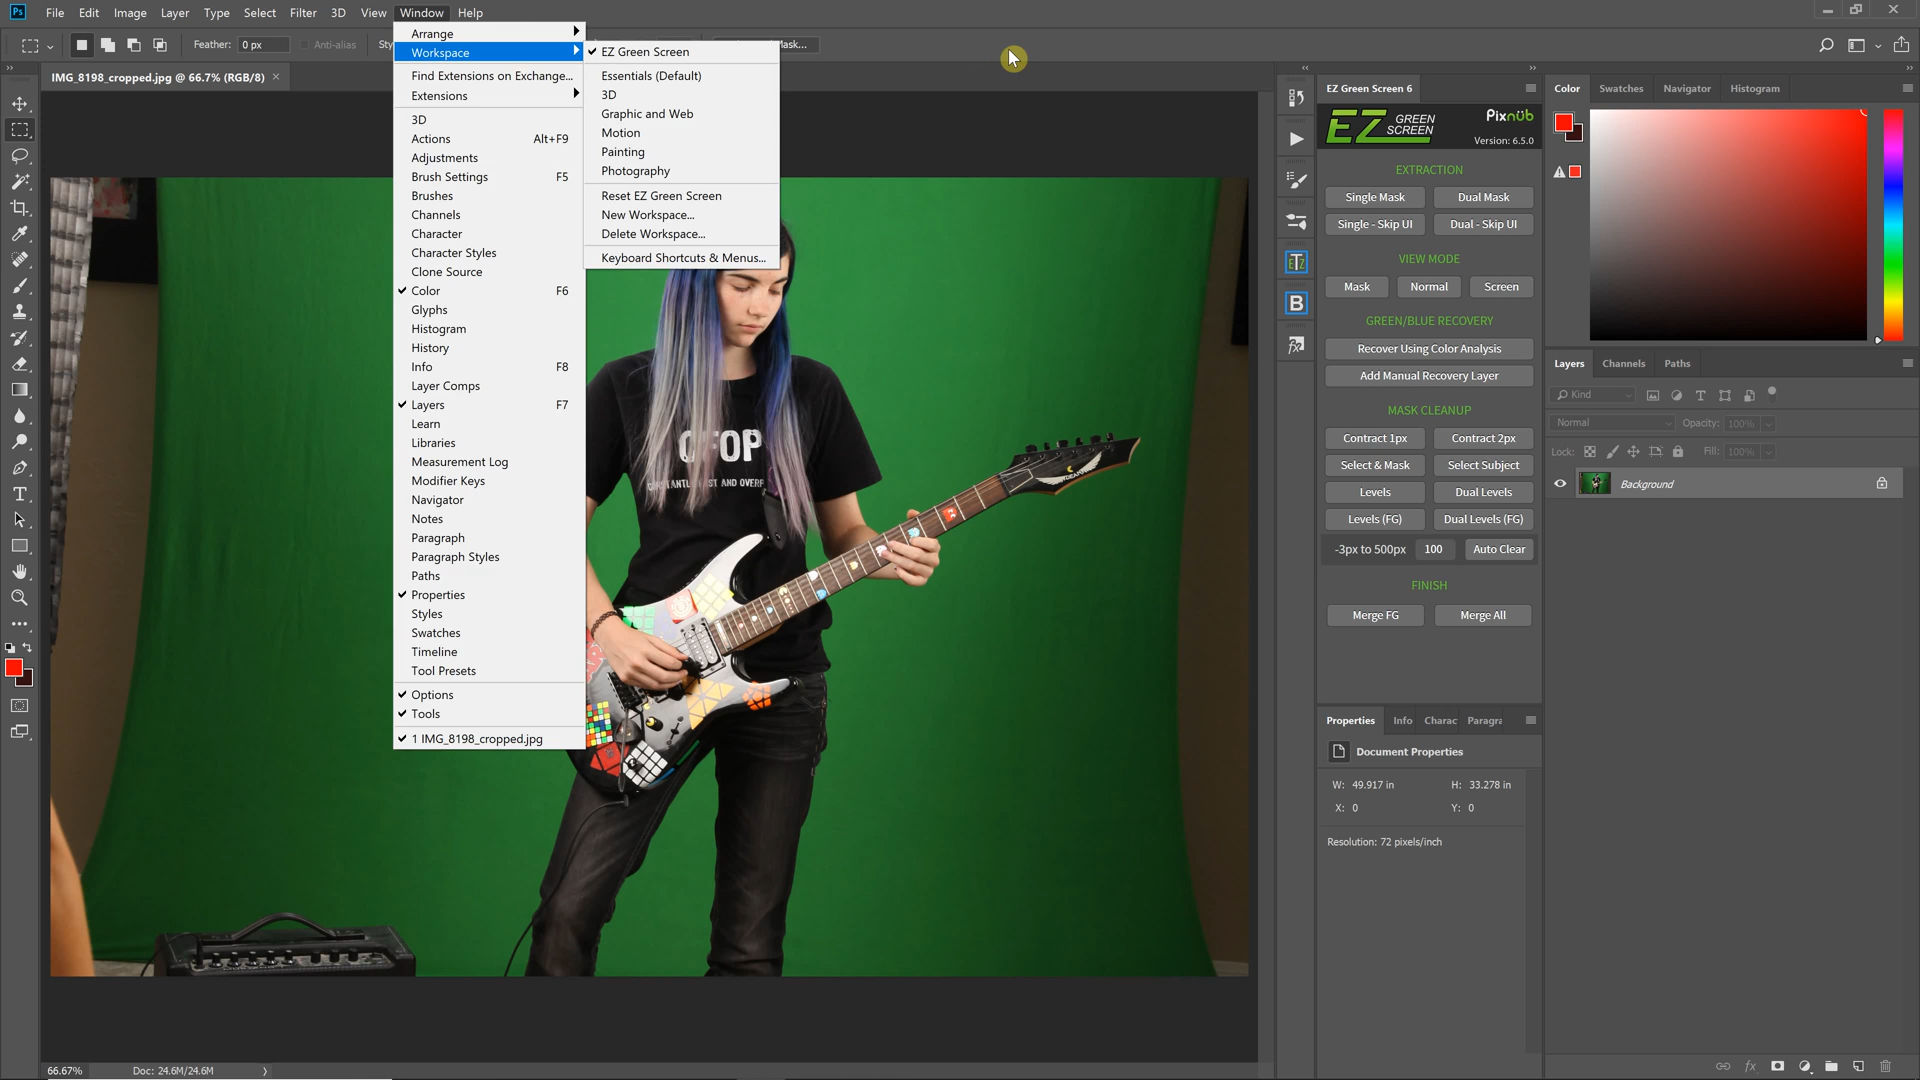 Ps File Edit Image Layer Type Select Filter 3D View Window Help
Feather: 0 px Anti-alias Sty Mask...
IMG_8198_cropped.jpg @ 66.7% (RGB/8) ×
Arrange
Workspace
Find Extensions on Exchange...
Extensions
3D
Actions Alt+F9
Adjustments
Brush Settings F5
Brushes
Channels
Character
Character Styles
Clone Source
Color F6
Glyphs
Histogram
History
Info F8
Layer Comps
Layers F7
Learn
Libraries
Measurement Log
Modifier Keys
Navigator
Notes
Paragraph
Paragraph Styles
Paths
Properties
Styles
Swatches
Timeline
Tool Presets
Options
Tools
1 IMG_8198_cropped.jpg
EZ Green Screen
Essentials (Default)
3D
Graphic and Web
Motion
Painting
Photography
Reset EZ Green Screen
New Workspace...
Delete Workspace...
Keyboard Shortcuts & Menus...
CFOP
AND
DEAN
EZ Green Screen 6
EZ GREEN SCREEN
Pixnub
Version: 6.5.0
EXTRACTION
Single Mask Dual Mask
Single - Skip UI Dual - Skip UI
VIEW MODE
Mask Normal Screen
GREEN/BLUE RECOVERY
Recover Using Color Analysis
Add Manual Recovery Layer
MASK CLEANUP
Contract 1px Contract 2px
Select & Mask Select Subject
Levels Dual Levels
Levels (FG) Dual Levels (FG)
-3px to 500px 100 Auto Clear
FINISH
Merge FG Merge All
Properties Info Charac Paragra
Document Properties
W: 49.917 in H: 33.278 in
X: 0 Y: 0
Resolution: 72 pixels/inch
Color Swatches Navigator Histogram
Layers Channels Paths
Kind
Normal Opacity: 100%
Lock: Fill: 100%
Background
66.67% Doc: 24.6M/24.6M